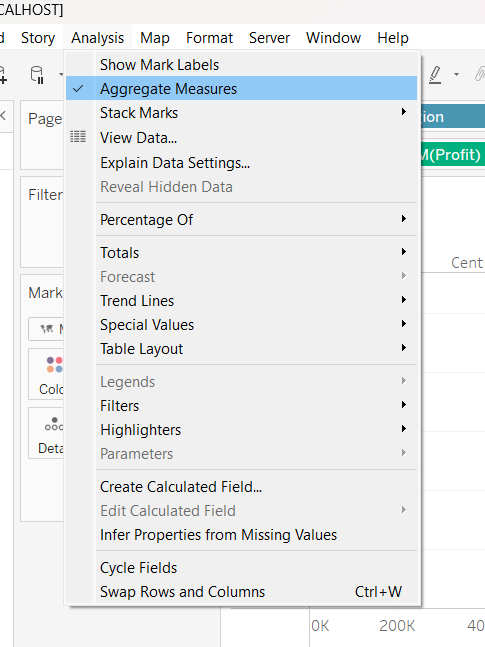 CALHOST]
d Story Analysis Map Format Server Window Help
Show Mark Labels
Aggregate Measures
ion
Page
Stack Marks
View Data...
M(Profit)
Explain Data Settings...
Reveal Hidden Data
Filter
Percentage Of
Totals
Cent
Forecast
Mark
Trend Lines
Special Values
M
Table Layout
Legends
Colo
Filters
Highlighters
Deta
Parameters
Create Calculated Field...
Edit Calculated Field
Infer Properties from Missing Values
Cycle Fields
Swap Rows and Columns Ctrl+W
0K 200K 40